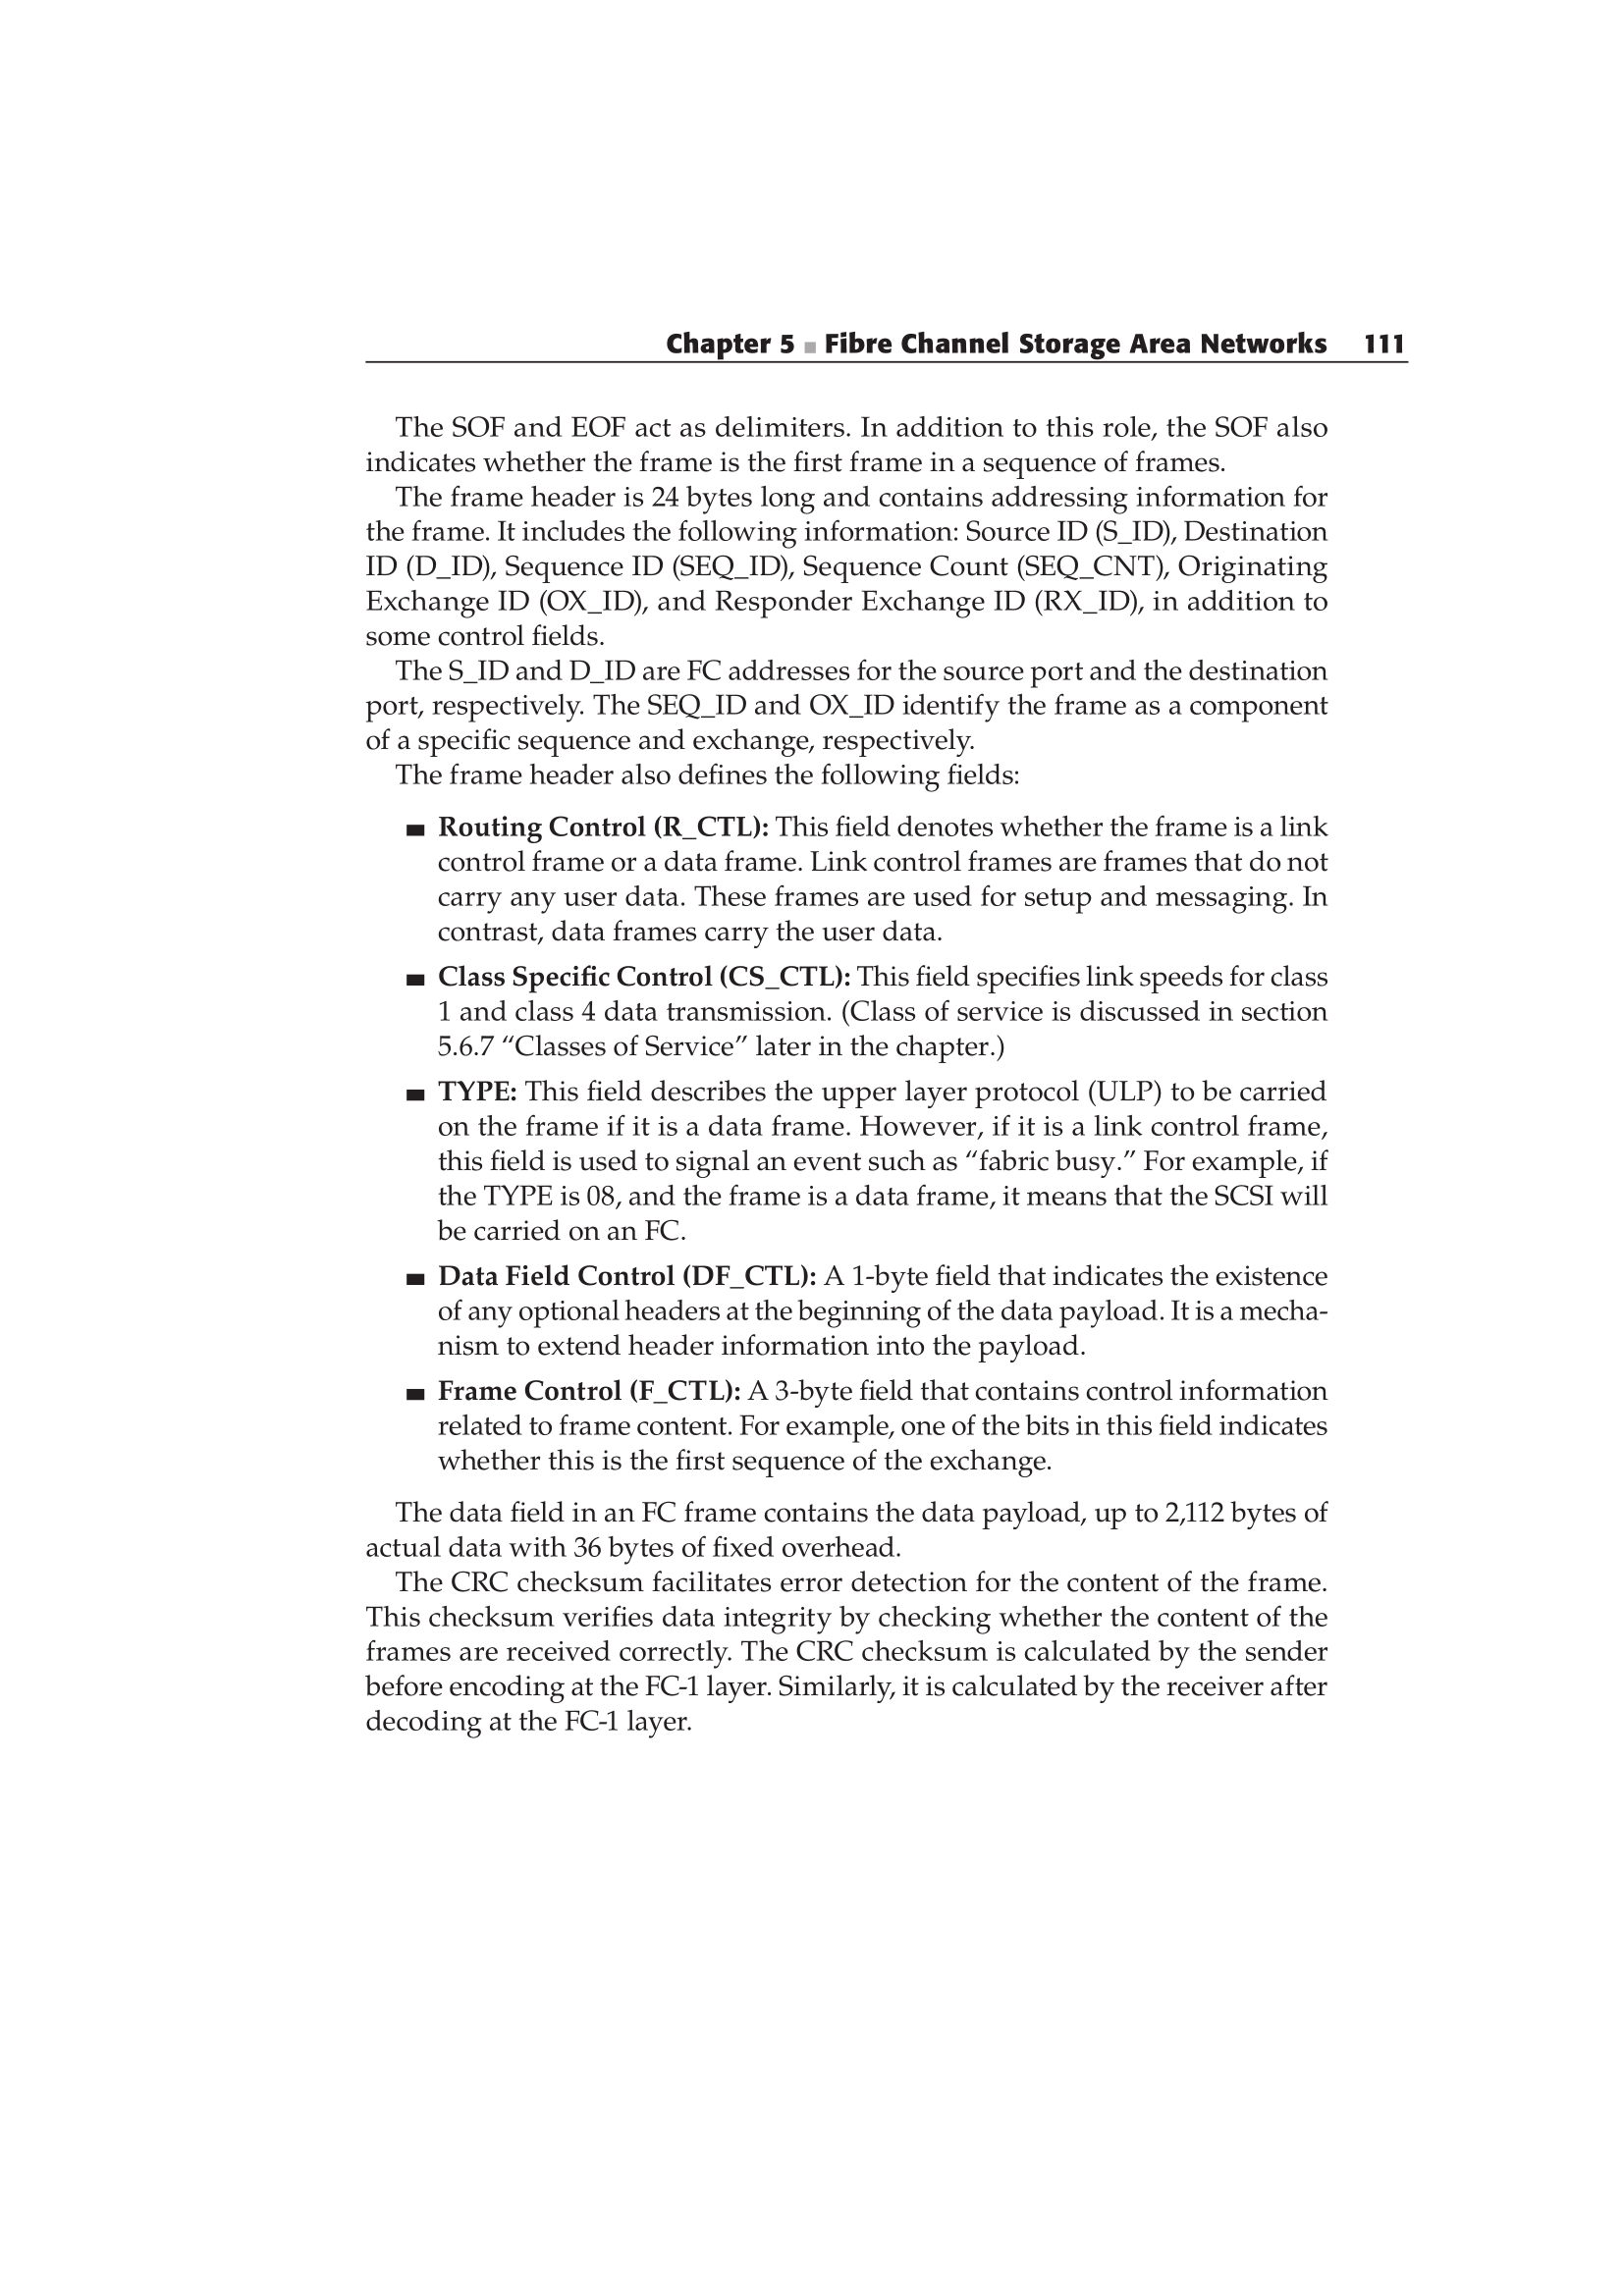 Chapter 5 ■ Fibre Channel Storage Area Networks 111
The SOF and EOF act as delimiters. In addition to this role, the SOF also
indicates whether the frame is the first frame in a sequence of frames.
The frame header is 24 bytes long and contains addressing information for
the frame. It includes the following information: Source ID (S_ID), Destination
ID (D_ID), Sequence ID (SEQ_ID), Sequence Count (SEQ_CNT), Originating
Exchange ID (OX_ID), and Responder Exchange ID (RX_ID), in addition to
some control fields.
The S_ID and D_ID are FC addresses for the source port and the destination
port, respectively. The SEQ_ID and OX_ID identify the frame as a component
of a specific sequence and exchange, respectively.
The frame header also defines the following fields:
■ Routing Control (R_CTL): This field denotes whether the frame is a link
control frame or a data frame. Link control frames are frames that do not
carry any user data. These frames are used for setup and messaging. In
contrast, data frames carry the user data.
■ Class Specific Control (CS_CTL): This field specifies link speeds for class
1 and class 4 data transmission. (Class of service is discussed in section
5.6.7 “Classes of Service” later in the chapter.)
■ TYPE: This field describes the upper layer protocol (ULP) to be carried
on the frame if it is a data frame. However, if it is a link control frame,
this field is used to signal an event such as “fabric busy.” For example, if
the TYPE is 08, and the frame is a data frame, it means that the SCSI will
be carried on an FC.
■ Data Field Control (DF_CTL): A 1-byte field that indicates the existence
of any optional headers at the beginning of the data payload. It is a mecha-
nism to extend header information into the payload.
■ Frame Control (F_CTL): A 3-byte field that contains control information
related to frame content. For example, one of the bits in this field indicates
whether this is the first sequence of the exchange.
The data field in an FC frame contains the data payload, up to 2,112 bytes of
actual data with 36 bytes of fixed overhead.
The CRC checksum facilitates error detection for the content of the frame.
This checksum verifies data integrity by checking whether the content of the
frames are received correctly. The CRC checksum is calculated by the sender
before encoding at the FC-1 layer. Similarly, it is calculated by the receiver after
decoding at the FC-1 layer.